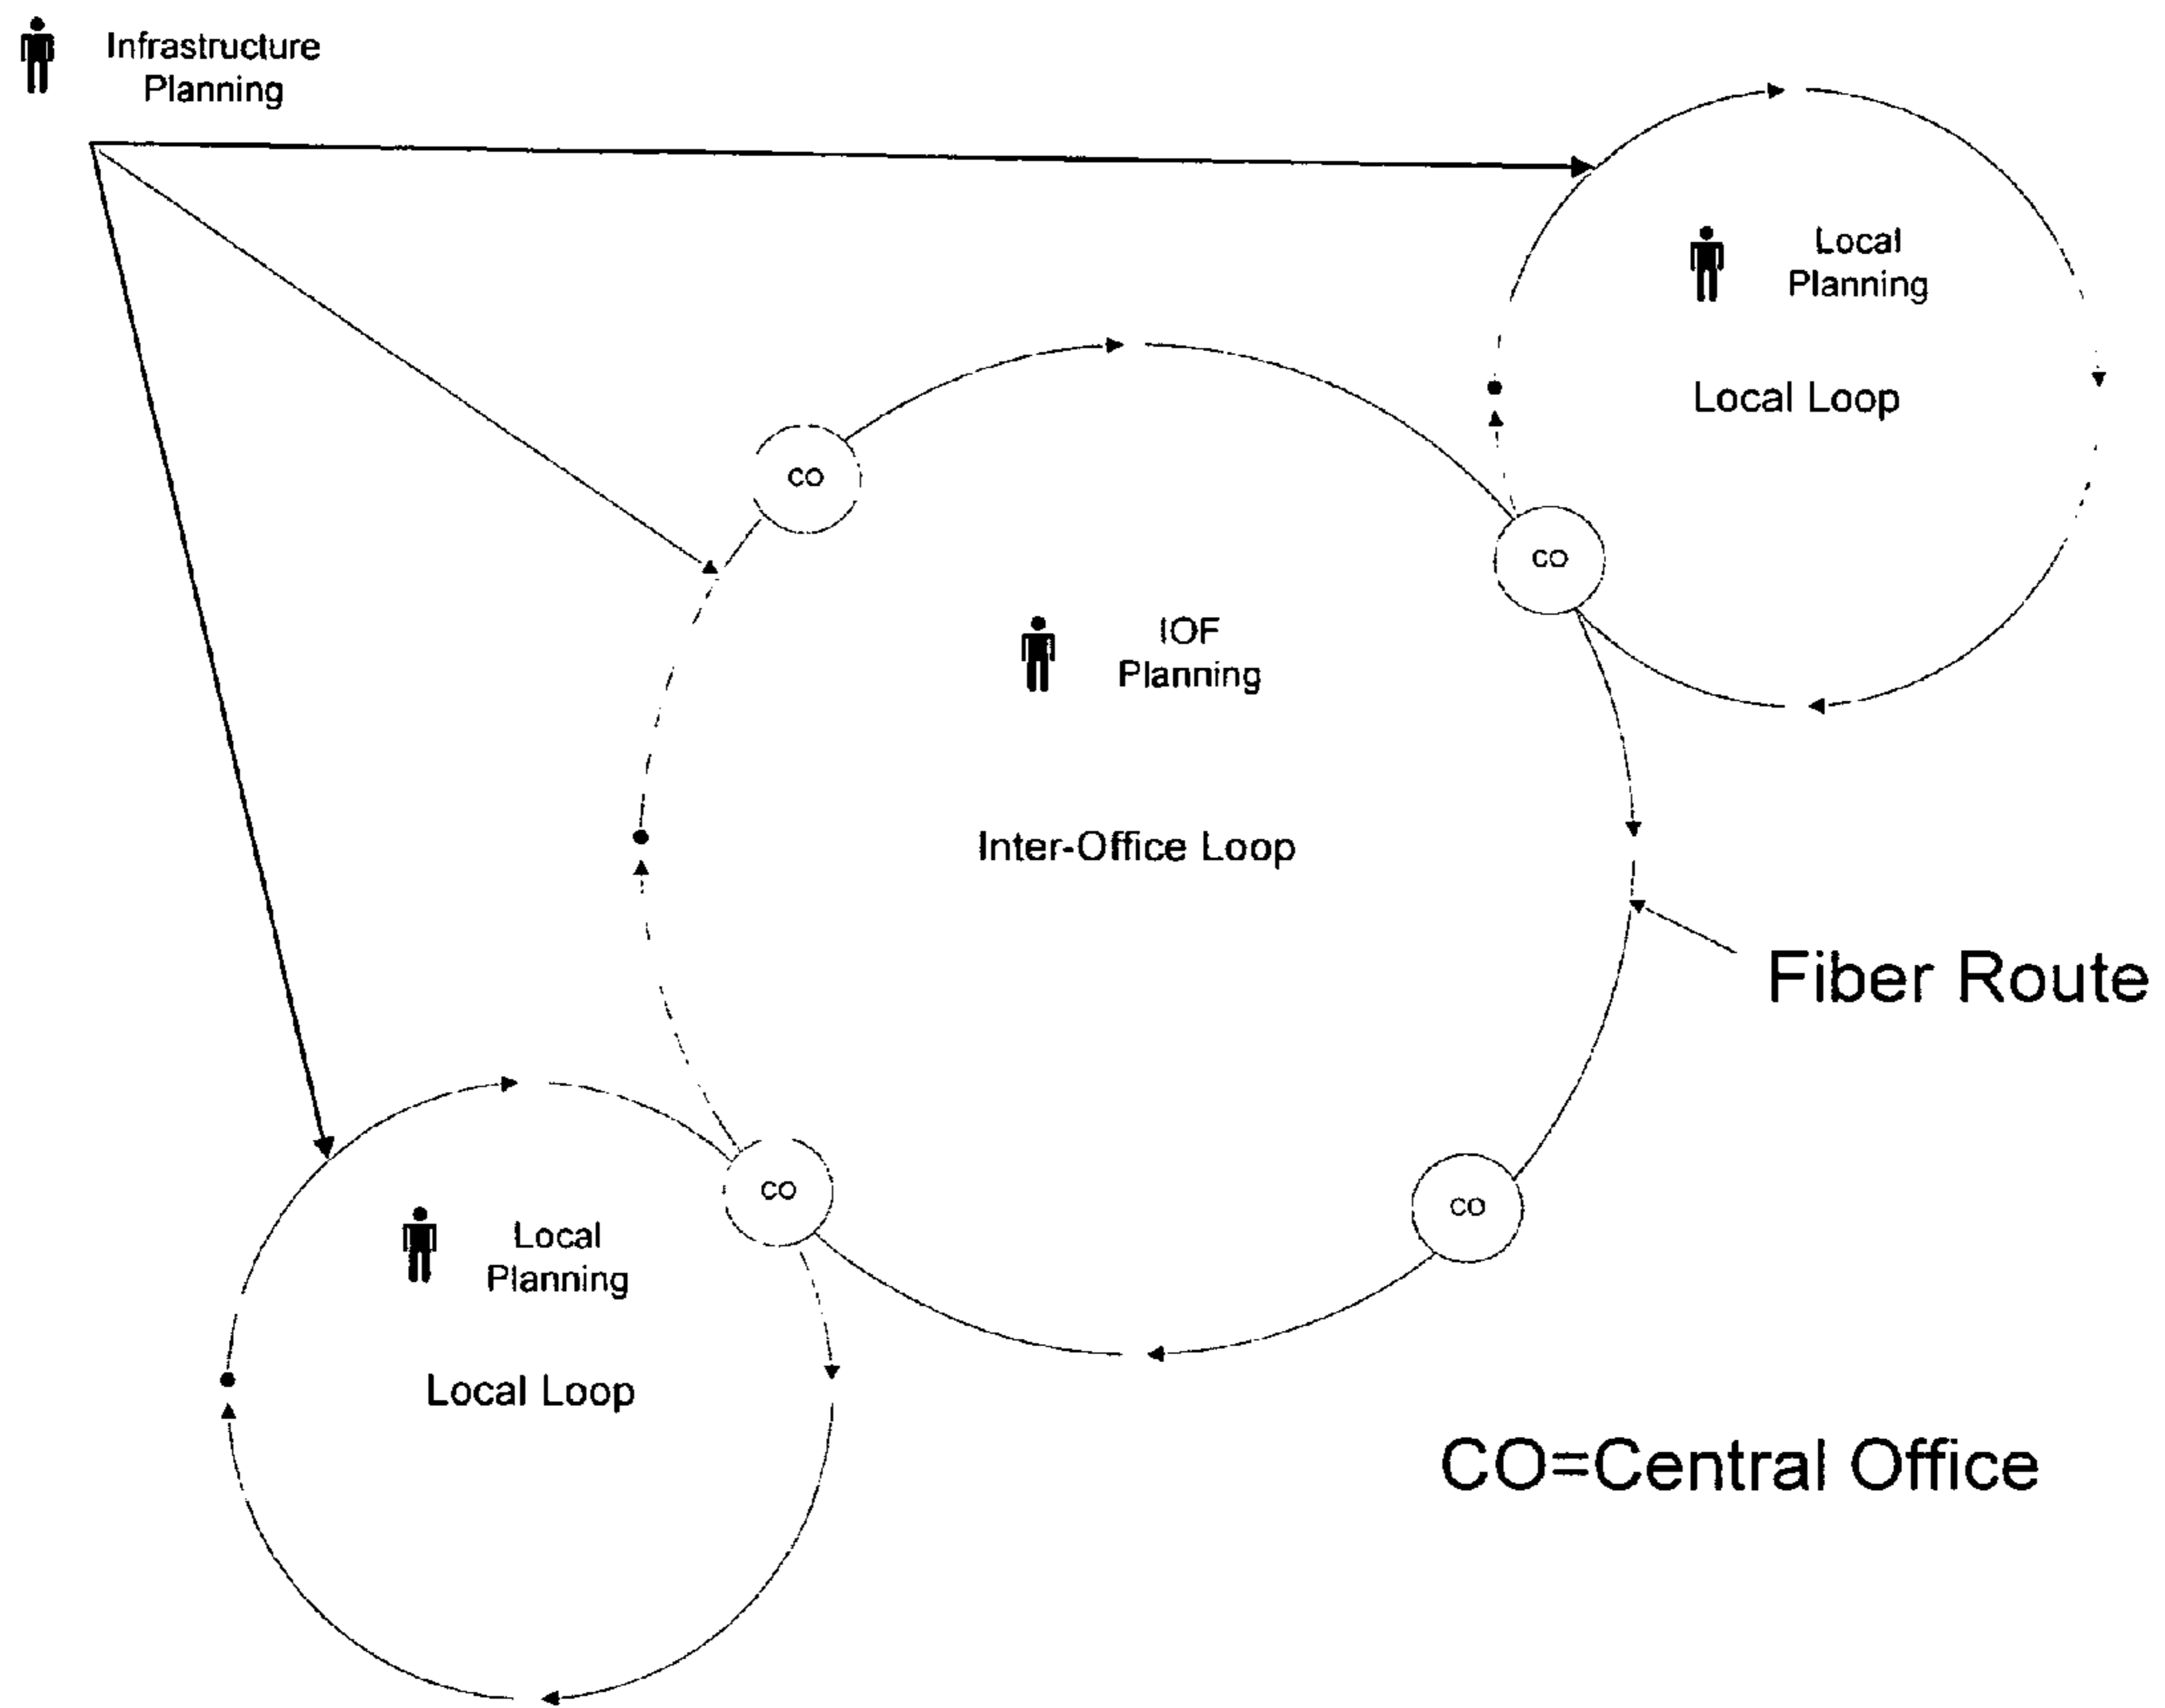 Infrastructure
Planning
Local
Planning
Local Loop
CO
CO
IOF
Planning
Inter-Office Loop
Fiber Route
CO
CO
Local
Planning
Local Loop
CO=Central Office